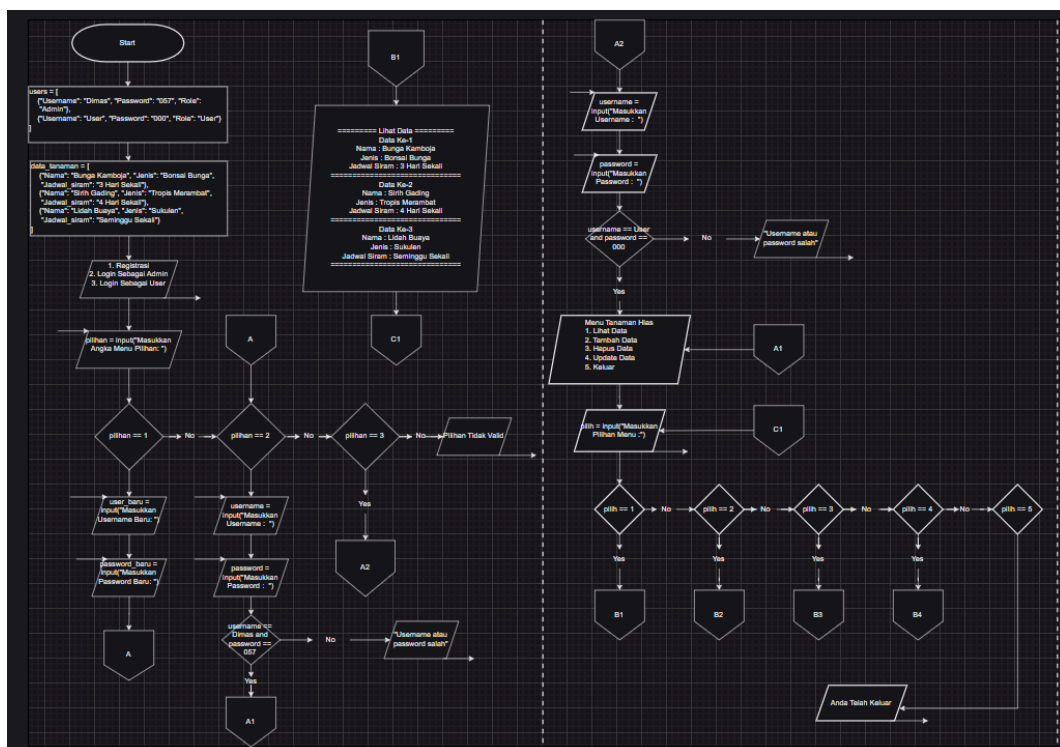 Start
users = [
{"Username": "Dimas", "Password": "057", "Role":
"Admin"},
{"Username": "User", "Password": "000", "Role": "User"}
]
data_tanaman = [
{"Nama": "Bunga Kamboja", "Jenis": "Bonsai Bunga",
"Jadwal_siram": "3 Hari Sekali"},
{"Nama": "Sirih Gading", "Jenis": "Tropis Merambat",
"Jadwal_siram": "4 Hari Sekali"},
{"Nama": "Lidah Buaya", "Jenis": "Sukulen",
"Jadwal_siram": "Seminggu Sekali"}
]
1. Registrasi
2. Login Sebagai Admin
3. Login Sebagai User
pilihan = input("Masukkan
Angka Menu Pilihan: ")
pilihan == 1
No
pilihan == 2
No
pilihan == 3
No
Pilihan Tidak Valid
user_baru =
input("Masukkan
Username Baru: ")
password_baru =
input("Masukkan
Password Baru: ")
A
A
username =
input("Masukkan
Username : ")
password =
input("Masukkan
Password : ")
username ==
Dimas and
password ==
057
No
"Username atau
password salah"
Yes
A1
Yes
A2
B1
========= Lihat Data =========
Data Ke-1
Nama : Bunga Kamboja
Jenis : Bonsai Bunga
Jadwal Siram : 3 Hari Sekali
==============================
Data Ke-2
Nama : Sirih Gading
Jenis : Tropis Merambat
Jadwal Siram : 4 Hari Sekali
==============================
Data Ke-3
Nama : Lidah Buaya
Jenis : Sukulen
Jadwal Siram : Seminggu Sekali
==============================
C1
A2
username =
input("Masukkan
Username : ")
password =
input("Masukkan
Password : ")
username == User
and password ==
000
No
"Username atau
password salah"
Yes
Menu Tanaman Hias
1. Lihat Data
2. Tambah Data
3. Hapus Data
4. Update Data
5. Keluar
A1
pilih = input("Masukkan
Pilihan Menu :")
C1
pilih == 1
No
pilih == 2
No
pilih == 3
No
pilih == 4
No
pilih == 5
Yes
Yes
Yes
Yes
B1
B2
B3
B4
Anda Telah Keluar